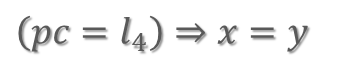 (pc = l₄) ⇒ x = y